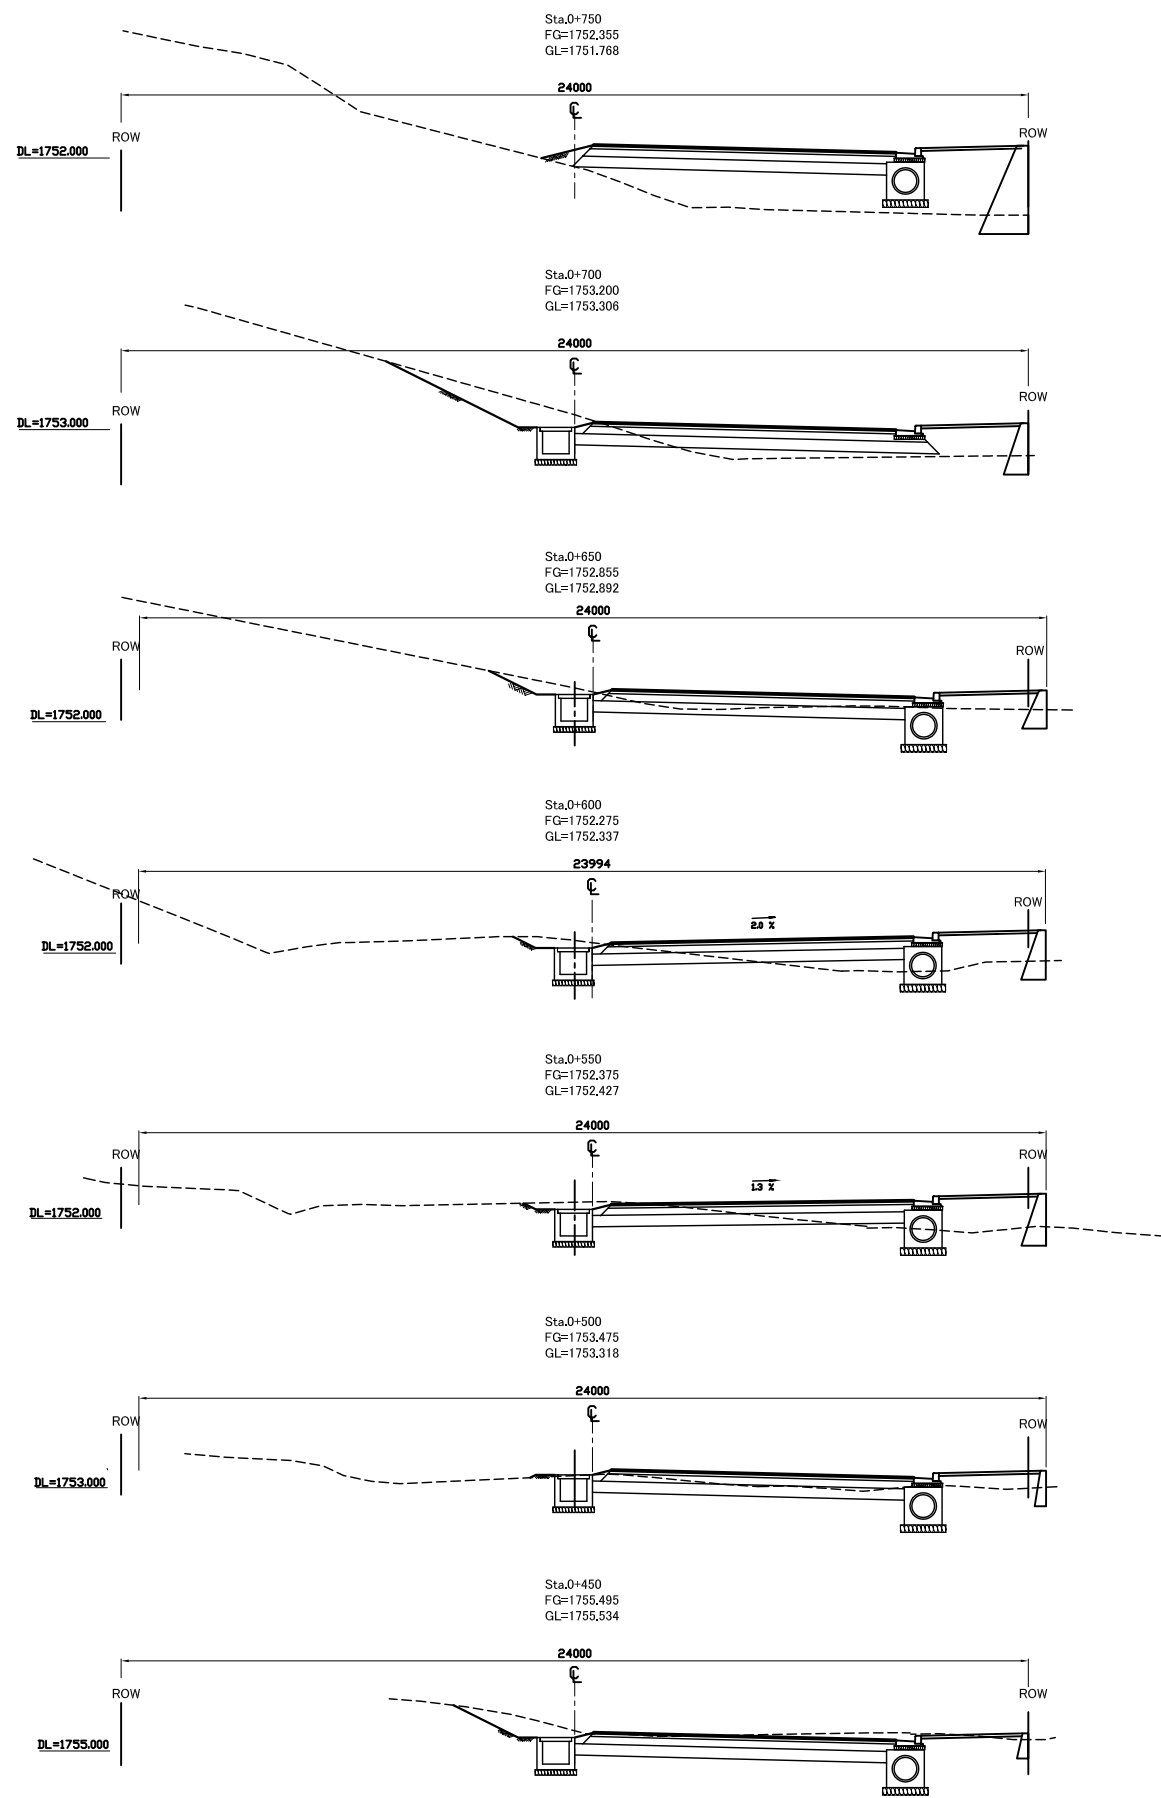 Sta.0+750
FG=1752.355
GL=1751.768
24000
℄
ROW
ROW
DL=1752.000
Sta.0+700
FG=1753.200
GL=1753.306
24000
℄
ROW
ROW
DL=1753.000
Sta.0+650
FG=1752.855
GL=1752.892
24000
℄
ROW
ROW
DL=1752.000
Sta.0+600
FG=1752.275
GL=1752.337
23994
℄
ROW
ROW
2.0 %
DL=1752.000
Sta.0+550
FG=1752.375
GL=1752.427
24000
℄
ROW
ROW
1.3 %
DL=1752.000
Sta.0+500
FG=1753.475
GL=1753.318
24000
℄
ROW
ROW
DL=1753.000
Sta.0+450
FG=1755.495
GL=1755.534
24000
℄
ROW
ROW
DL=1755.000